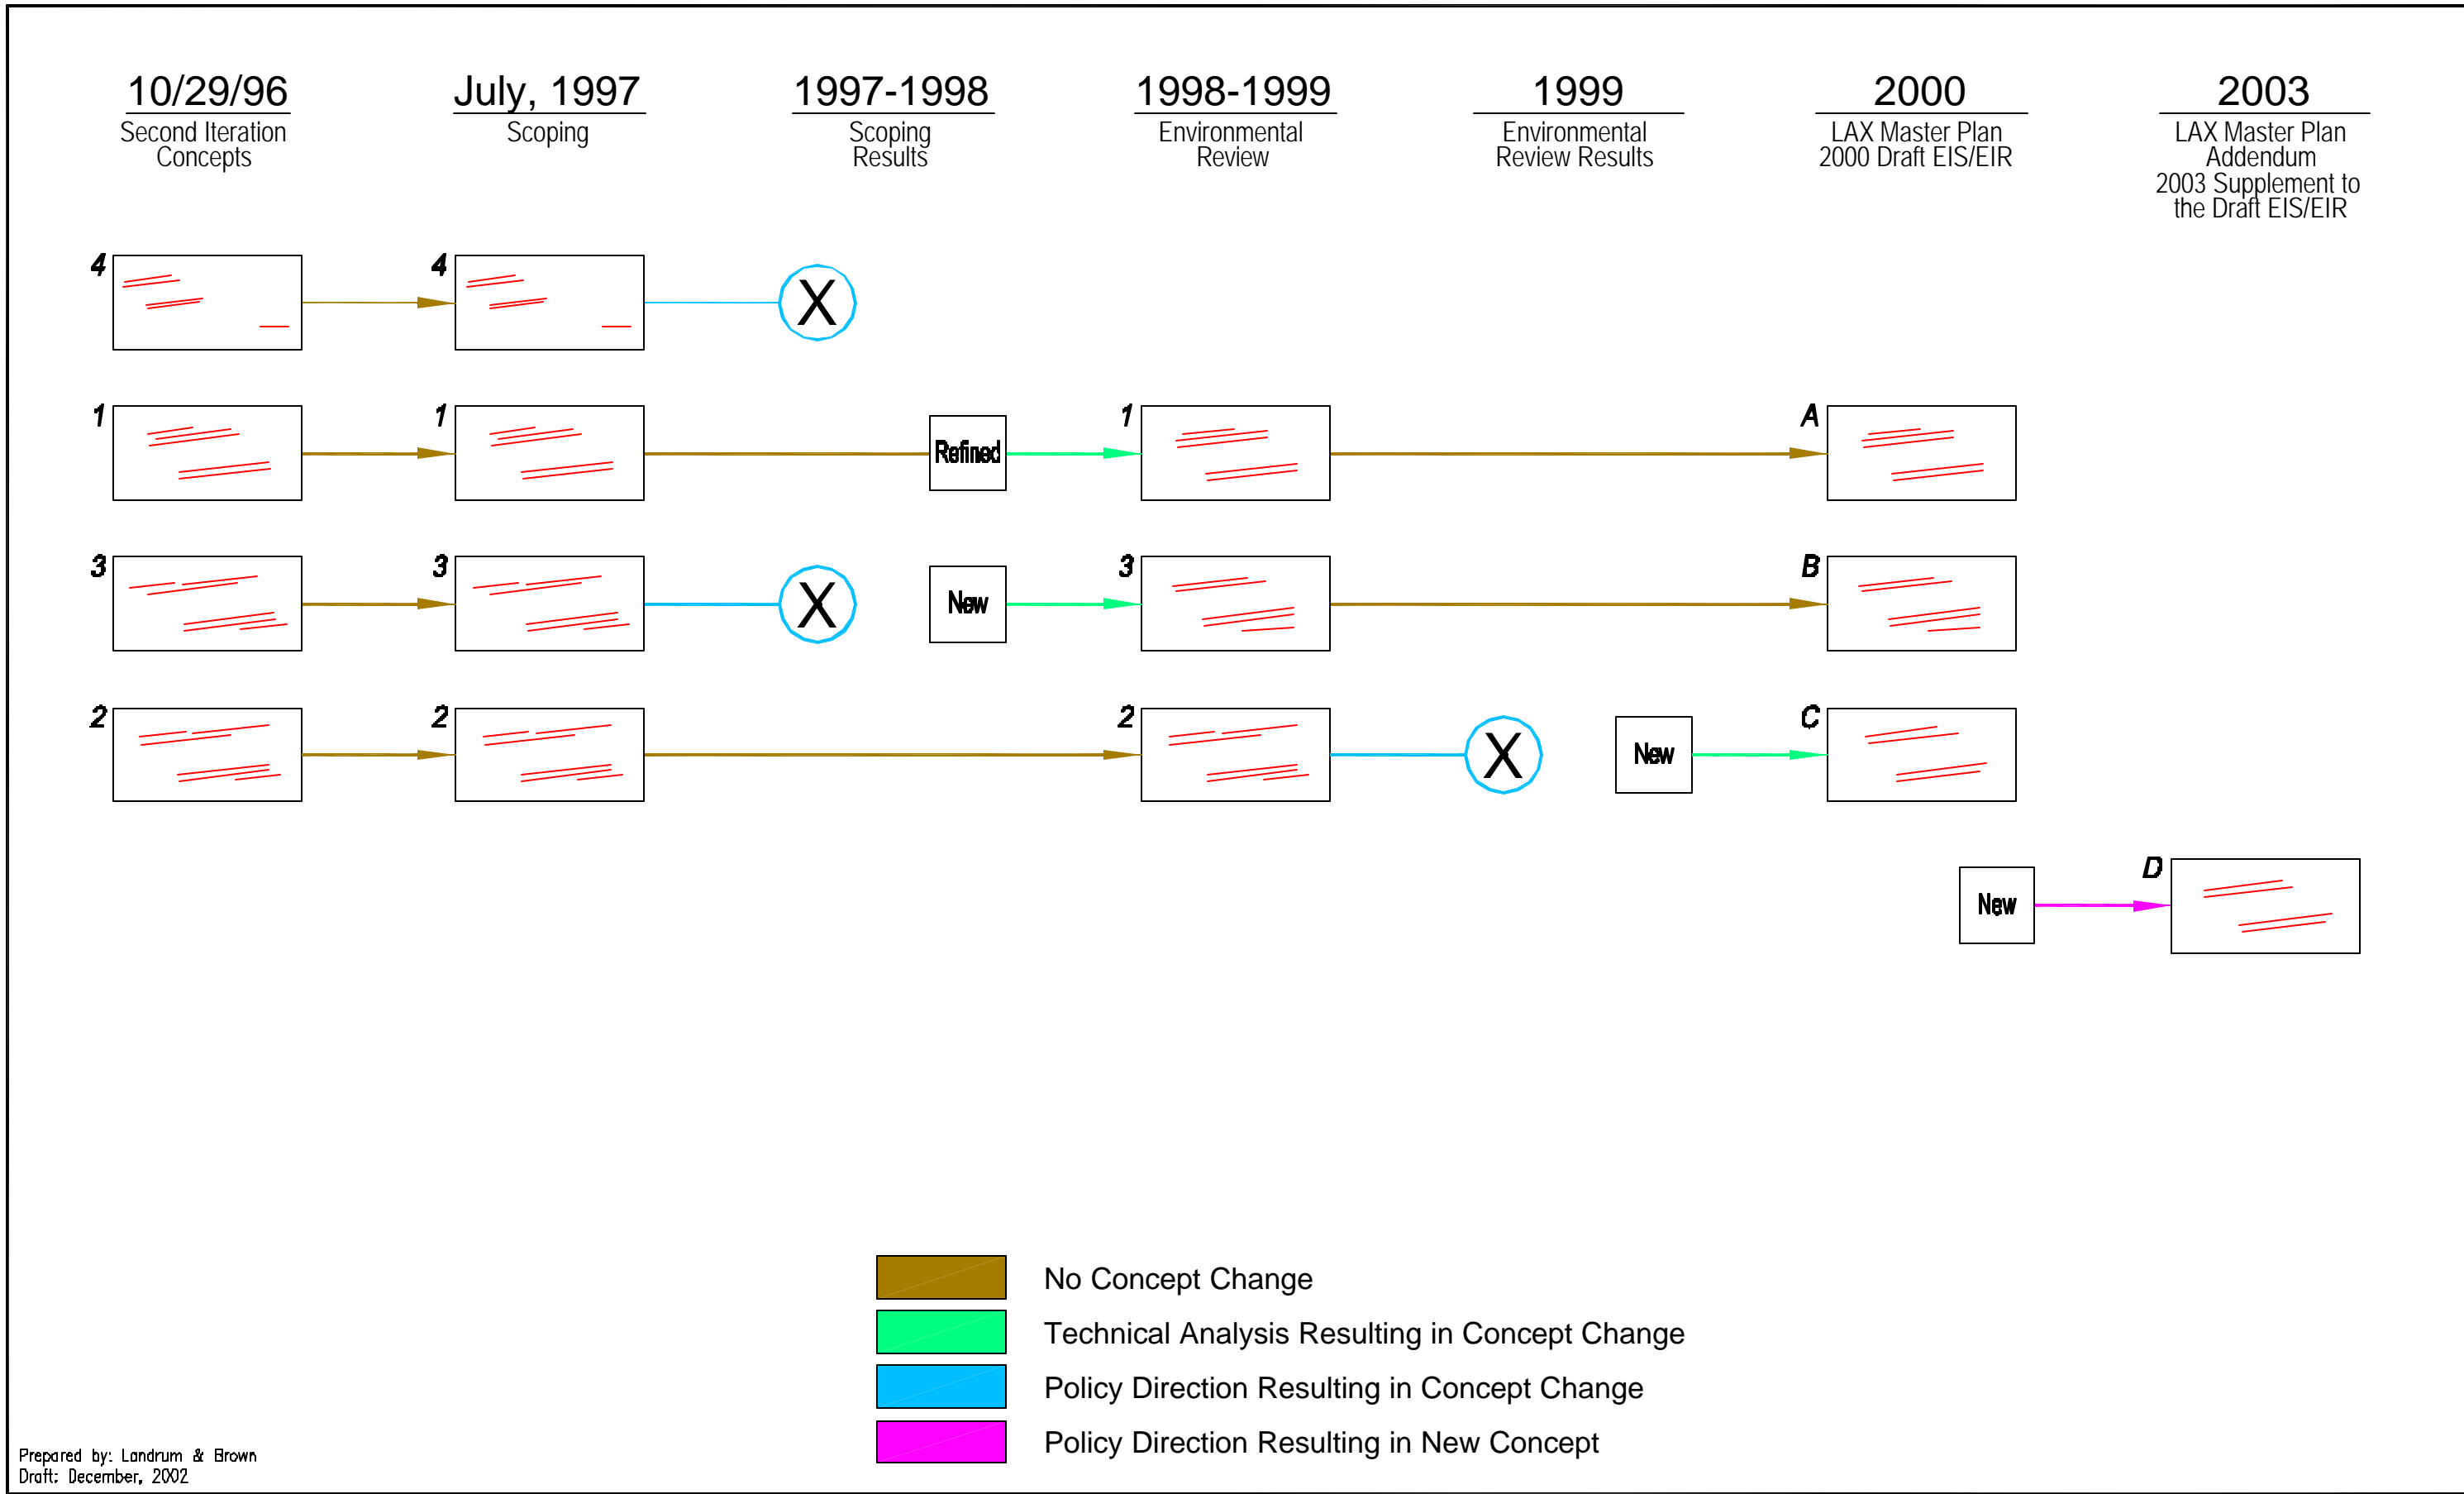 10/29/96
Second Iteration
Concepts
July, 1997
Scoping
1997-1998
Scoping
Results
1998-1999
Environmental
Review
1999
Environmental
Review Results
2000
LAX Master Plan
2000 Draft EIS/EIR
2003
LAX Master Plan
Addendum
2003 Supplement to
the Draft EIS/EIR
4
4
X
1
1
Refined
1
A
3
3
X
New
3
B
2
2
2
X
New
C
New
D
No Concept Change
Technical Analysis Resulting in Concept Change
Policy Direction Resulting in Concept Change
Policy Direction Resulting in New Concept
Prepared by: Landrum & Brown
Draft: December, 2002